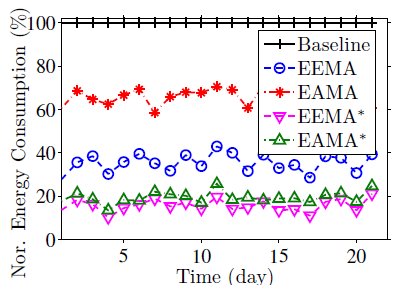 Nor. Energy Consumption (%)
100
80
60
40
20
0
Baseline
EEMA
EAMA
EEMA*
EAMA*
5 10 15 20
Time (day)